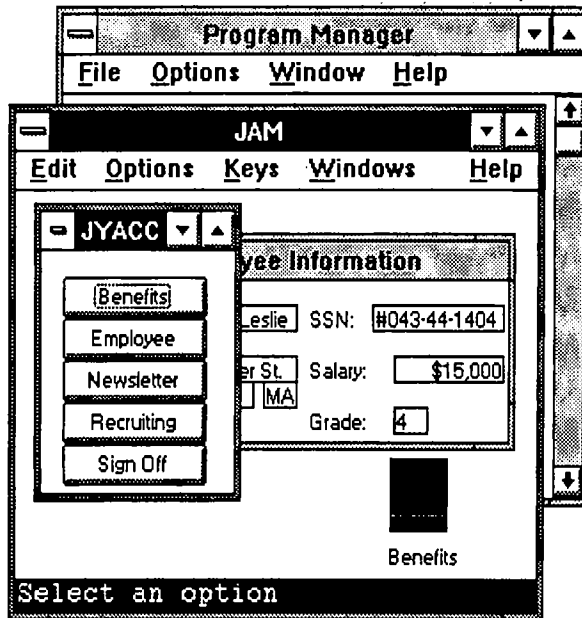 Program Manager
File Options Window Help
JAM
Edit Options Keys Windows Help
JYACC
yee Information
Benefits
Leslie SSN: #043-44-1404
Employee
er St. Salary: $15,000
Newsletter
MA
Recruiting
Grade: 4
Sign Off
Benefits
Select an option